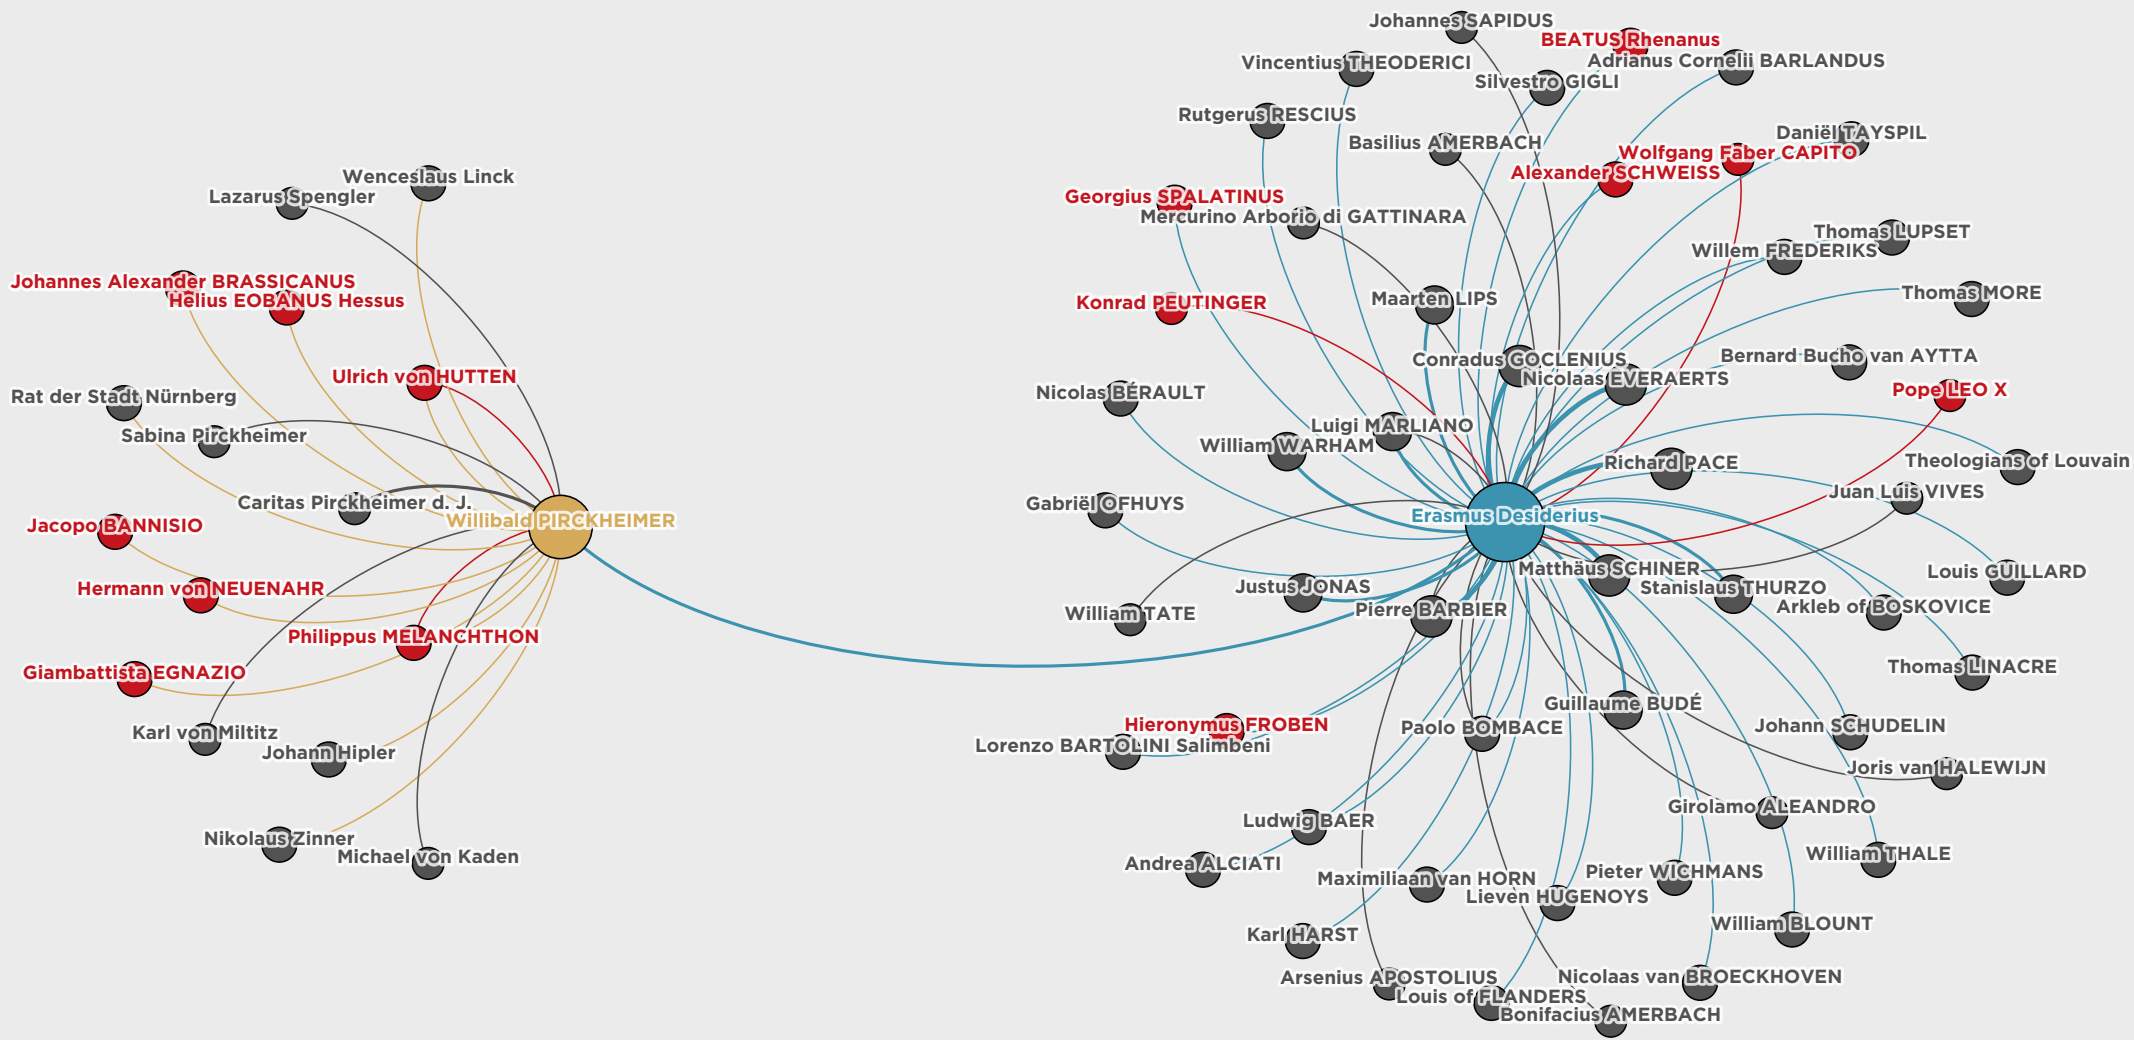 Johannes SAPIDUS
BEATUS Rhenanus
Adrianus Cornelii BARLANDUS
Vincentius THEODERICI
Silvestro GIGLI
Rutgerus RESCIUS
Daniël TAYSPIL
Basilius AMERBACH
Wolfgang Faber CAPITO
Alexander SCHWEISS
Georgius SPALATINUS
Mercurino Arborio di GATTINARA
Thomas LUPSET
Willem FREDERIKS
Thomas MORE
Maarten LIPS
Konrad PEUTINGER
Bernard Bucho van AYTTA
Conradus GOCLENIUS
Nicolaas EVERAERTS
Pope LEO X
Nicolas BÉRAULT
Luigi MARLIANO
William WARHAM
Theologians of Louvain
Richard PACE
Juan Luis VIVES
Gabriël OFHUYS
Erasmus Desiderius
Matthäus SCHINER
Louis GUILLARD
Justus JONAS
Stanislaus THURZO
Arkleb of BOSKOVICE
Pierre BARBIER
William TATE
Thomas LINACRE
Guillaume BUDÉ
Hieronymus FROBEN
Paolo BOMBACE
Johann SCHUDELIN
Lorenzo BARTOLINI Salimbeni
Joris van HALEWIJN
Girolamo ALEANDRO
Ludwig BAER
William THALE
Andrea ALCIATI
Pieter WICHMANS
Maximiliaan van HORN
Lieven HUGENOYS
William BLOUNT
Karl HARST
Arsenius APOSTOLIUS
Nicolaas van BROECKHOVEN
Louis of FLANDERS
Bonifacius AMERBACH
Wenceslaus Linck
Lazarus Spengler
Johannes Alexander BRASSICANUS
Helius EOBANUS Hessus
Ulrich von HUTTEN
Rat der Stadt Nürnberg
Sabina Pirckheimer
Caritas Pirckheimer d. J.
Willibald PIRCKHEIMER
Jacopo BANNISIO
Hermann von NEUENAHR
Philippus MELANCHTHON
Giambattista EGNAZIO
Karl von Miltitz
Johann Hipler
Nikolaus Zinner
Michael von Kaden